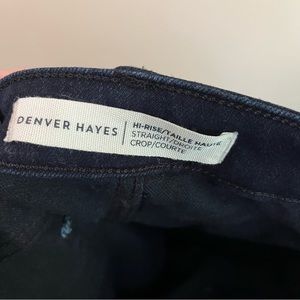 DENVER HAYES
HI-RISE/TAILLE HAUTE
STRAIGHT/DROITE
CROP/COURTE